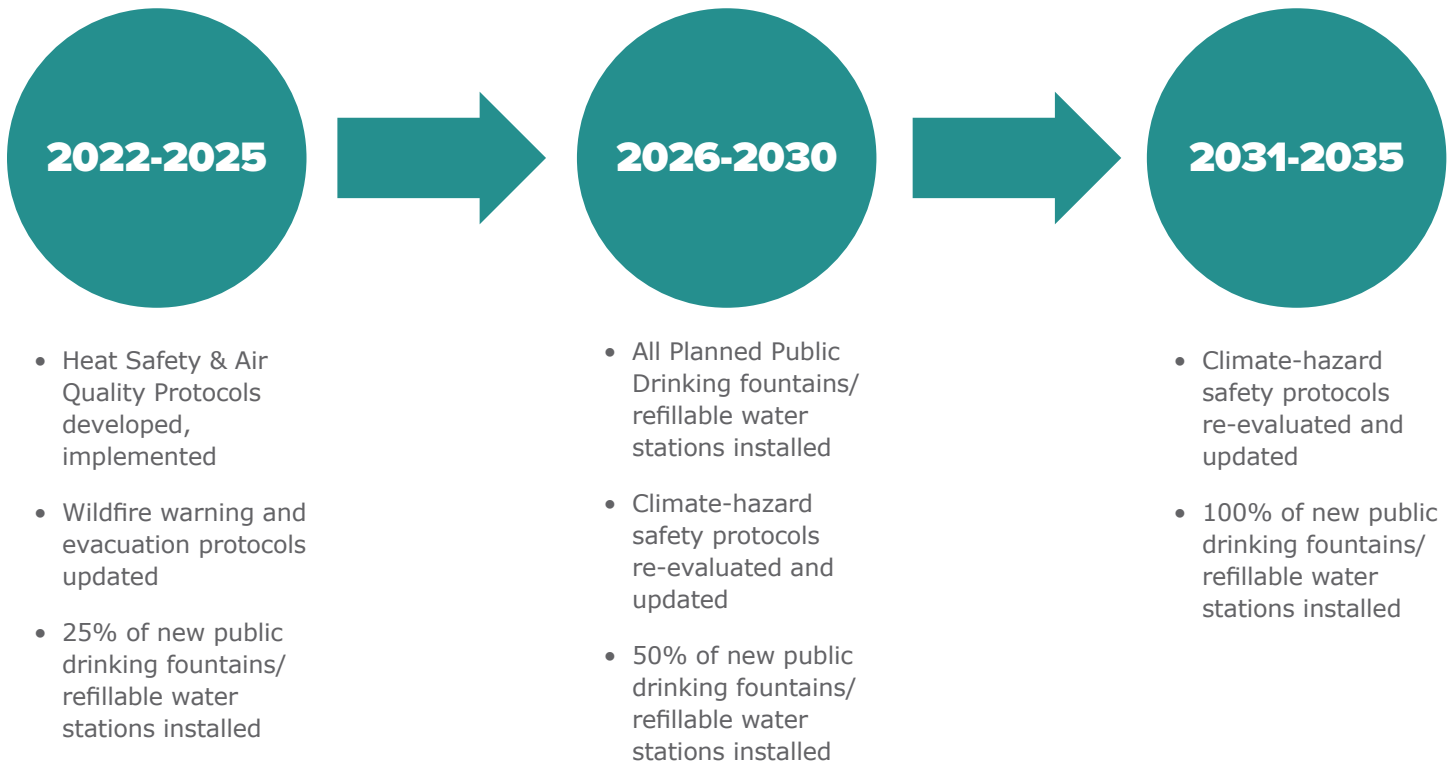 2022-2025
2026-2030
2031-2035
• Heat Safety & Air
Quality Protocols
developed,
implemented
• Wildfire warning and
evacuation protocols
updated
• 25% of new public
drinking fountains/
refillable water
stations installed
• All Planned Public
Drinking fountains/
refillable water
stations installed
• Climate-hazard
safety protocols
re-evaluated and
updated
• 50% of new public
drinking fountains/
refillable water
stations installed
• Climate-hazard
safety protocols
re-evaluated and
updated
• 100% of new public
drinking fountains/
refillable water
stations installed